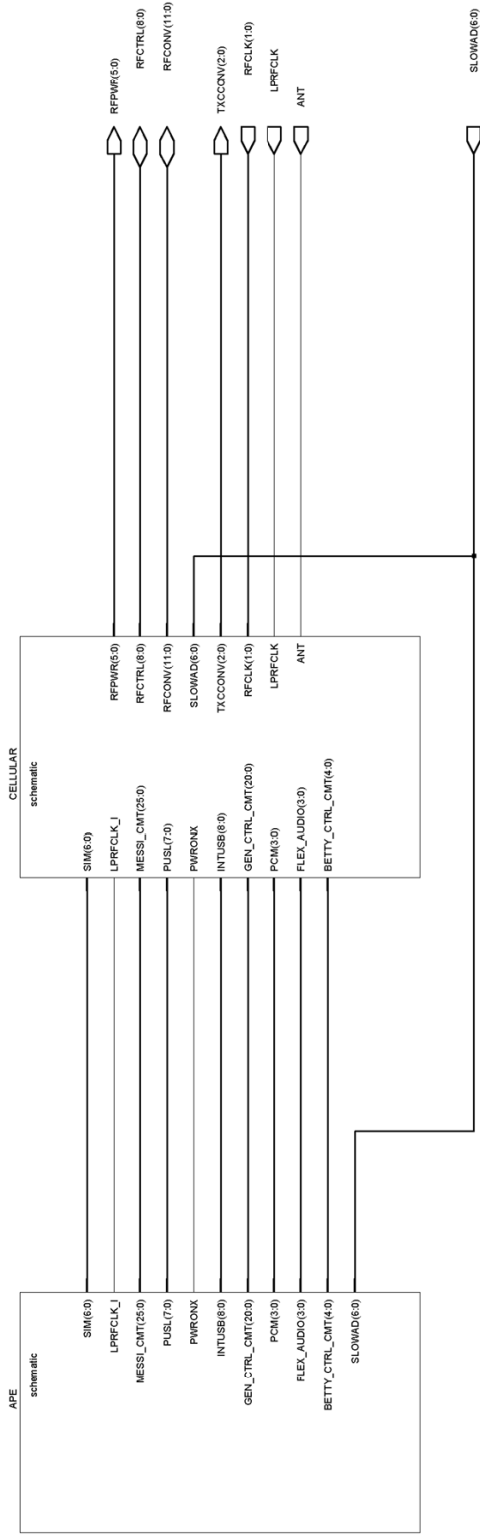 APE
schematic
SIM(6:0)
LPRFCLK_I
MESSI_CMT(25:0)
PUSL(7:0)
PWRONX
INTUSB(8:0)
GEN_CTRL_CMT(20:0)
PCM(3:0)
FLEX_AUDIO(3:0)
BETTY_CTRL_CMT(4:0)
SLOWAD(6:0)
CELLULAR
schematic
SIM(6:0)
LPRFCLK_I
MESSI_CMT(25:0)
PUSL(7:0)
PWRONX
INTUSB(8:0)
GEN_CTRL_CMT(20:0)
PCM(3:0)
FLEX_AUDIO(3:0)
BETTY_CTRL_CMT(4:0)
RFPWR(5:0)
RFCTRL(8:0)
RFCONV(11:0)
SLOWAD(6:0)
TXCCONV(2:0)
RFCLK(1:0)
LPRFCLK
ANT
RFPWR(5:0)
RFCTRL(8:0)
RFCONV(11:0)
TXCCONV(2:0)
RFCLK(1:0)
LPRFCLK
ANT
SLOWAD(6:0)